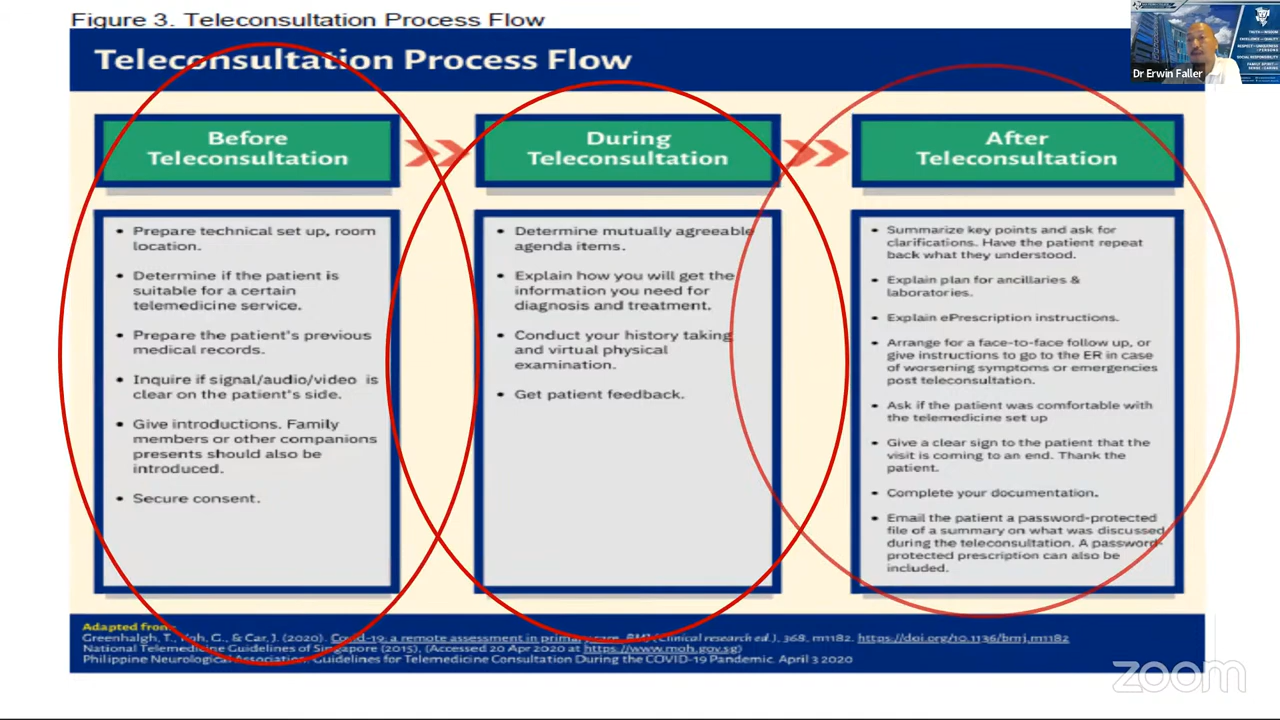 Figure 3. Teleconsultation Process Flow
Teleconsultation Process Flow
Dr Erwin Faller
Before
Teleconsultation
During
Teleconsultation
After
Teleconsultation
• Prepare technical set up, room
location.
• Determine if the patient is
suitable for a certain
telemedicine service.
• Prepare the patient's previous
medical records.
• Inquire if signal/audio/video is
clear on the patient's side.
• Give introductions. Family
members or other companions
presents should also be
introduced.
• Secure consent.
• Determine mutually agreeable
agenda items.
• Explain how you will get the
information you need for
diagnosis and treatment.
• Conduct your history taking
and virtual physical
examination.
• Get patient feedback.
• Summarize key points and ask for
clarifications. Have the patient repeat
back what they understood.
• Explain plan for ancillaries &
laboratories.
• Explain ePrescription instructions.
• Arrange for a face-to-face follow up, or
give instructions to go to the ER in case
of worsening symptoms or emergencies
post teleconsultation.
• Ask if the patient was comfortable with
the telemedicine set up
• Give a clear sign to the patient that the
visit is coming to an end. Thank the
patient.
• Complete your documentation.
• Email the patient a password-protected
file of a summary on what was discussed
during the teleconsultation. A password-
protected prescription can also be
included.
Adapted from:
Greenhalgh, T., Koh, G., & Car, J. (2020). Covid-19: a remote assessment in primary care. BMJ (Clinical research ed.), 368, m1182. https://doi.org/10.1136/bmj.m1182
National Telemedicine Guidelines of Singapore (2015), (Accessed 20 Apr 2020 at https://www.moh.gov.sg)
Philippine Neurological Association, Guidelines for Telemedicine Consultation During the COVID-19 Pandemic. April 3 2020
zoom